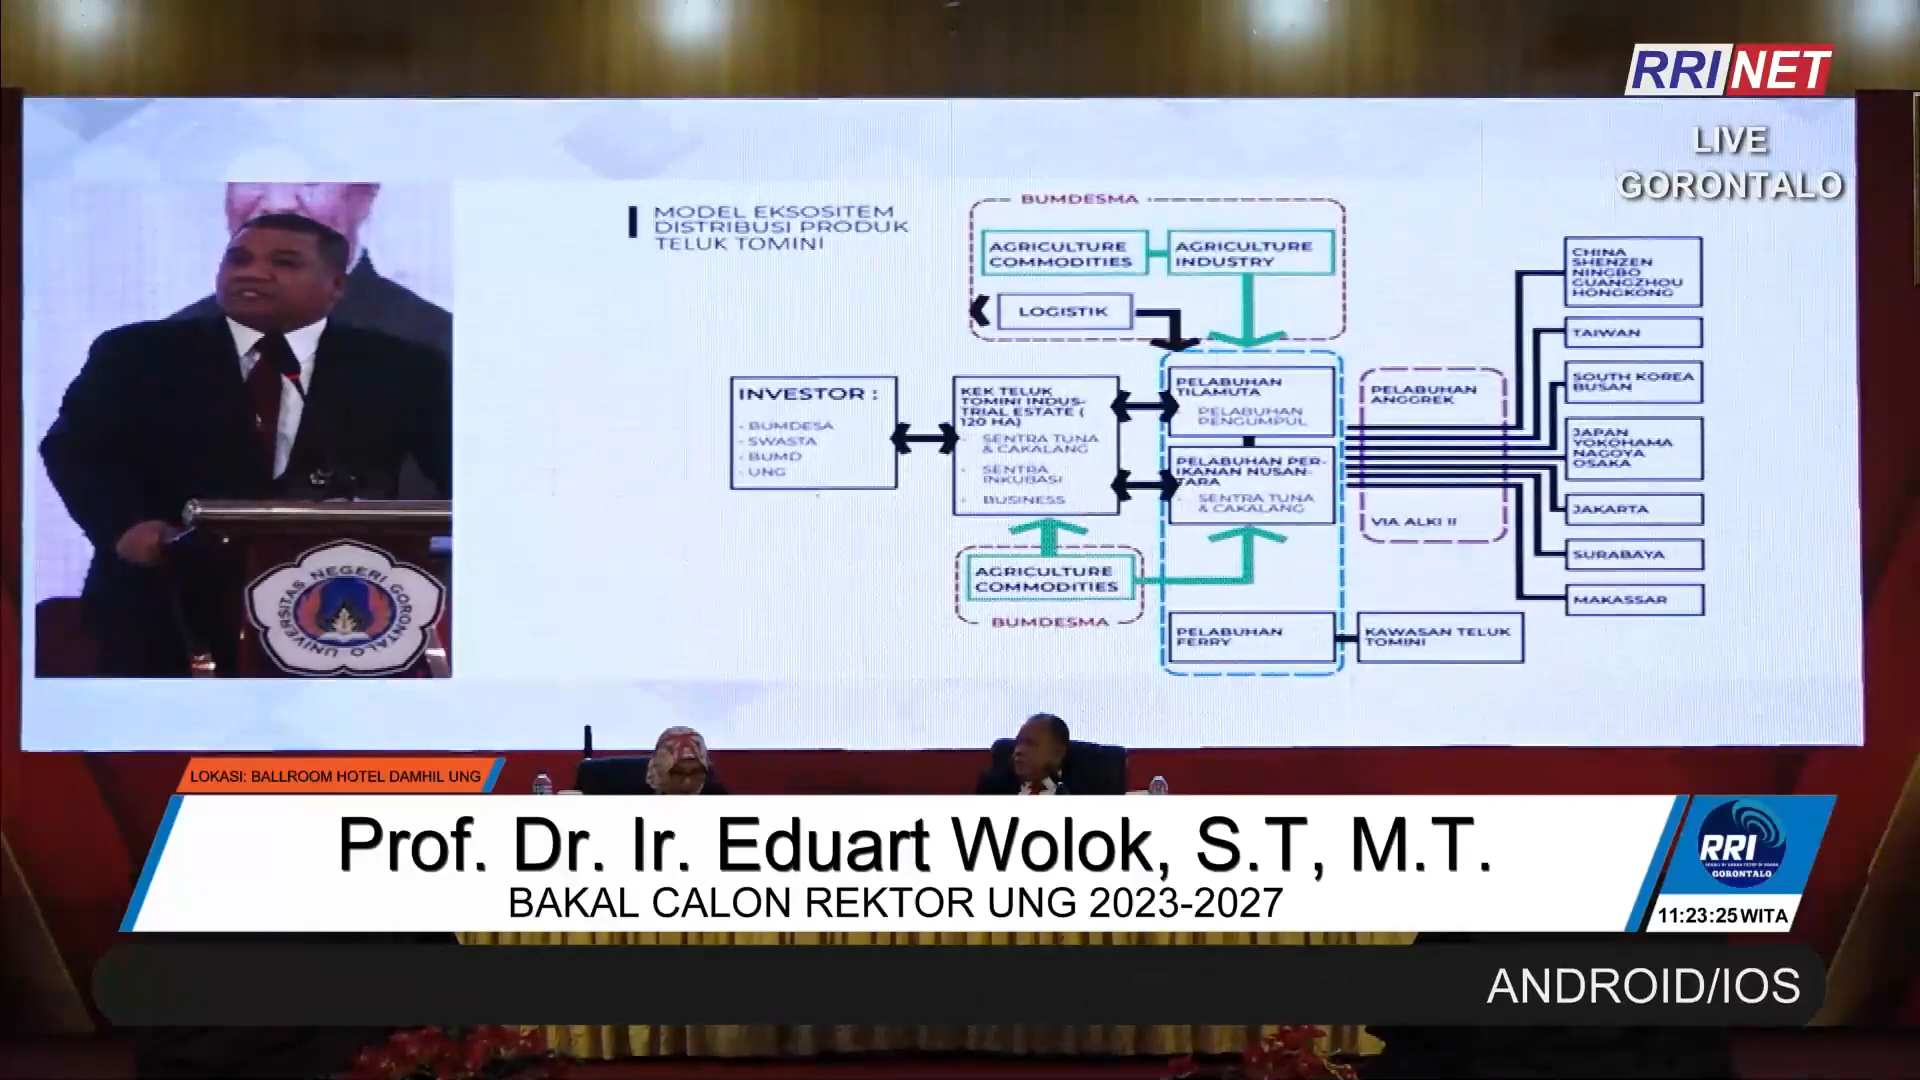 RRI NET
LIVE
GORONTALO
MODEL EKSOSITEM
DISTRIBUSI PRODUK
TELUK TOMINI
BUMDESMA
AGRICULTURE
COMMODITIES
AGRICULTURE
INDUSTRY
LOGISTIK
INVESTOR :
- BUMDESA
- SWASTA
- BUMD
- UNG
KEK TELUK
TOMINI INDUS-
TRIAL ESTATE (
120 HA)
- SENTRA TUNA
& CAKALANG
- SENTRA
INKUBASI
- BUSINESS
PELABUHAN
TILAMUTA
PELABUHAN
PENGUMPUL
PELABUHAN PER-
IKANAN NUSAN-
TARA
- SENTRA TUNA
& CAKALANG
AGRICULTURE
COMMODITIES
BUMDESMA
PELABUHAN
FERRY
KAWASAN TELUK
TOMINI
PELABUHAN
ANGGREK
VIA ALKI II
CHINA
SHENZEN
NINGBO
GUANGZHOU
HONGKONG
TAIWAN
SOUTH KOREA
BUSAN
JAPAN
YOKOHAMA
NAGOYA
OSAKA
JAKARTA
SURABAYA
MAKASSAR
UNIVERSITAS NEGERI GORONTALO
LOKASI: BALLROOM HOTEL DAMHIL UNG
Prof. Dr. Ir. Eduart Wolok, S.T, M.T.
BAKAL CALON REKTOR UNG 2023-2027
RRI
GORONTALO
11:23:25 WITA
ANDROID/IOS